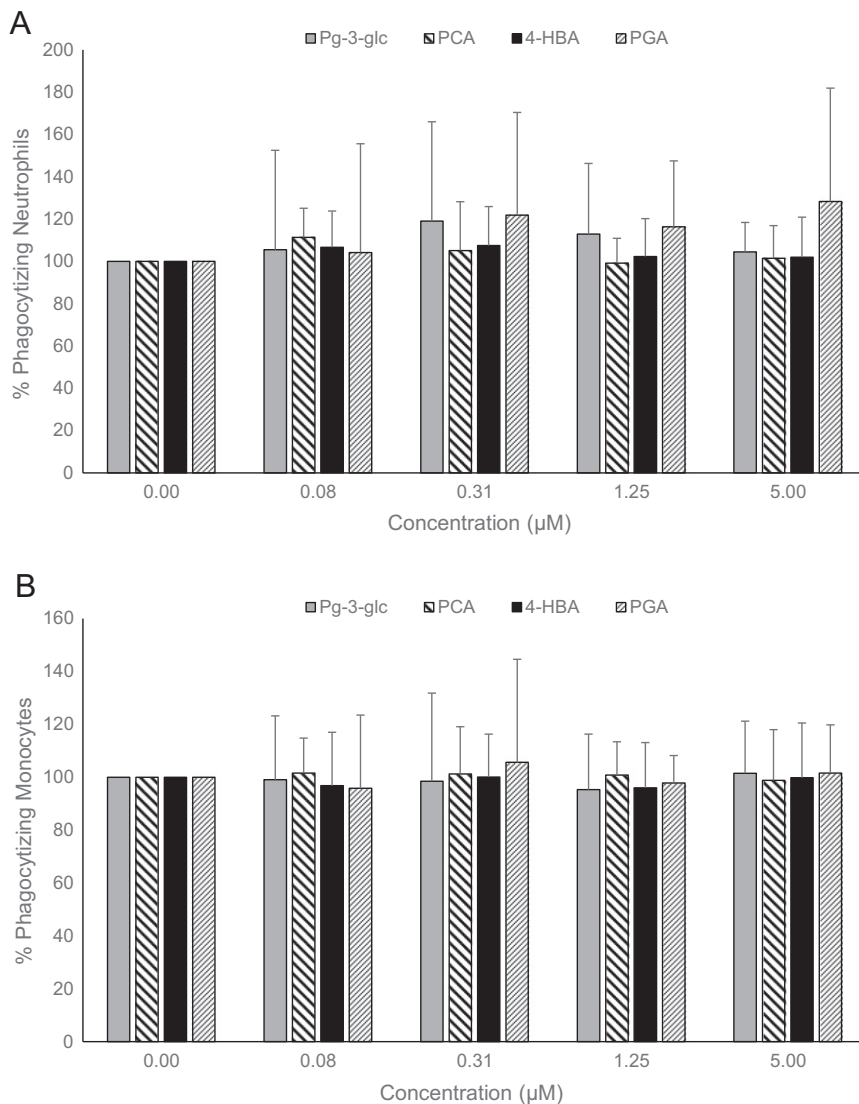 A
Pg-3-glc PCA 4-HBA PGA
200
180
160
140
120
100
80
60
40
20
0
% Phagocytizing Neutrophils
0.00 0.08 0.31 1.25 5.00
Concentration (µM)
B
Pg-3-glc PCA 4-HBA PGA
160
140
120
100
80
60
40
20
0
% Phagocytizing Monocytes
0.00 0.08 0.31 1.25 5.00
Concentration (µM)